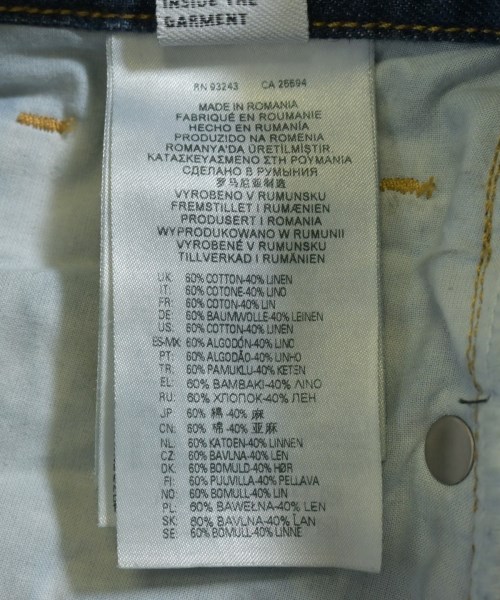 INSIDE THE
GARMENT
RN 93243 CA 26694
MADE IN ROMANIA
FABRIQUÉ EN ROUMANIE
HECHO EN RUMANÍA
PRODUZIDO NA ROMENIA
ROMANYA'DA ÜRETİLMİŞTİR
ΚΑΤΑΣΚΕΥΑΣΜΕΝΟ ΣΤΗ ΡΟΥΜΑΝΙΑ
СДЕЛАНО В РУМЫНИЯ
罗马尼亚制造
VYROBENO V RUMUNSKU
FREMSTILLET I RUMÆNIEN
PRODUSERT I ROMANIA
WYPRODUKOWANO W RUMUNII
VYROBENÉ V RUMUNSKU
TILLVERKAD I RUMÄNIEN
UK: 60% COTTON-40% LINEN
IT: 60% COTONE-40% LINO
FR: 60% COTON-40% LIN
DE: 60% BAUMWOLLE-40% LEINEN
US: 60% COTTON-40% LINEN
ES-MX: 60% ALGODÓN-40% LINO
PT: 60% ALGODÃO-40% LINHO
TR: 60% PAMUKLU-40% KETEN
EL: 60% ΒΑΜΒΑΚΙ-40% ΛΙΝΟ
RU: 60% ХЛОПОК-40% ЛЕН
JP: 60% 綿 -40% 麻
CN: 60% 棉 -40% 亚麻
NL: 60% KATOEN-40% LINNEN
CZ: 60% BAVLNA-40% LEN
DK: 60% BOMULD-40% HØR
FI: 60% PUUVILLA-40% PELLAVA
NO: 60% BOMULL-40% LIN
PL: 60% BAWEŁNA-40% LEN
SK: 60% BAVLNA-40% LAN
SE: 60% BOMULL-40% LINNE